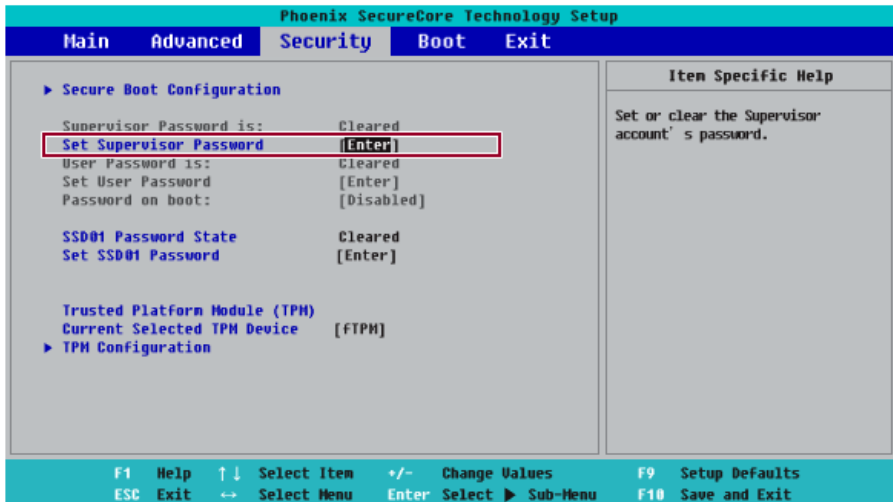 Phoenix SecureCore Technology Setup
Main Advanced Security Boot Exit
▶ Secure Boot Configuration
Supervisor Password is: Cleared
Set Supervisor Password [Enter]
User Password is: Cleared
Set User Password [Enter]
Password on boot: [Disabled]
SSD01 Password State Cleared
Set SSD01 Password [Enter]
Trusted Platform Module (TPM)
Current Selected TPM Device [fTPM]
▶ TPM Configuration
Item Specific Help
Set or clear the Supervisor
account' s password.
F1 Help ↑↓ Select Item +/- Change Values F9 Setup Defaults
ESC Exit ↔ Select Menu Enter Select ▶ Sub-Menu F10 Save and Exit